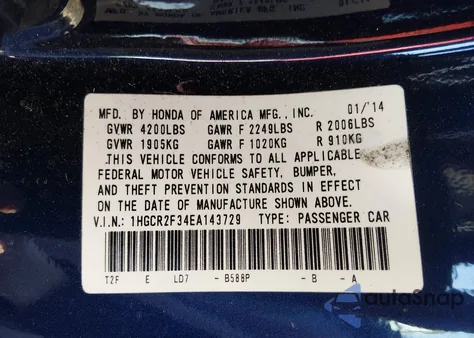 MFD. BY HONDA OF AMERICA MFG., INC. 01/'14
GVWR 4200LBS GAWR F 2249LBS R 2006LBS
GVWR 1905KG GAWR F 1020KG R 910KG
THIS VEHICLE CONFORMS TO ALL APPLICABLE
FEDERAL MOTOR VEHICLE SAFETY, BUMPER,
AND THEFT PREVENTION STANDARDS IN EFFECT
ON THE DATE OF MANUFACTURE SHOWN ABOVE.
V.I.N: 1HGCR2F34EA143729 TYPE: PASSENGER CAR
T2F E LD7 -B588P -B -A
autoSnap